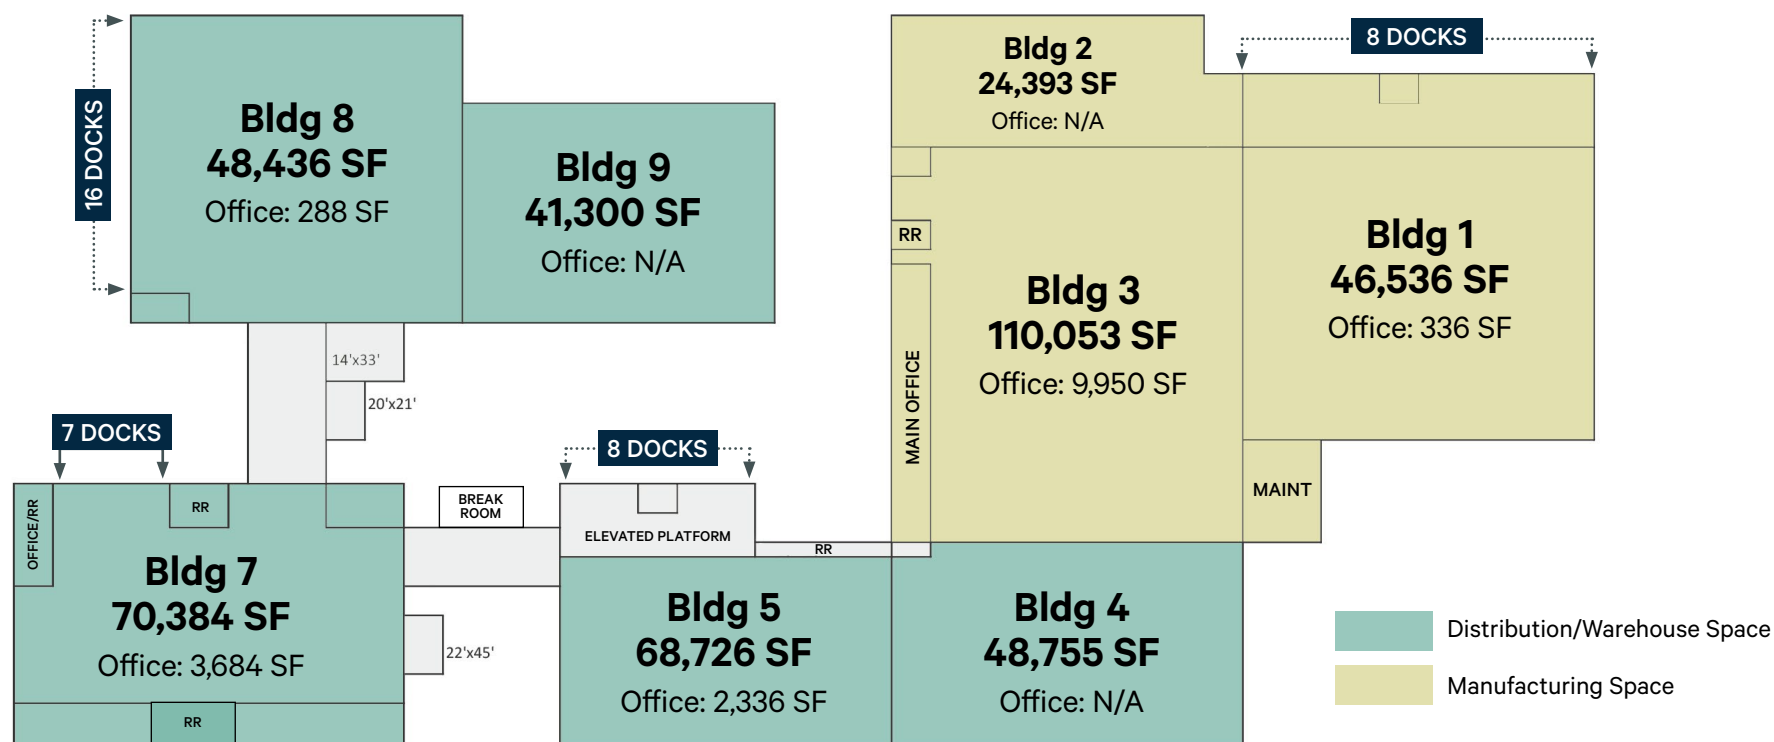 16 DOCKS
Bldg 8
48,436 SF
Office: 288 SF
Bldg 9
41,300 SF
Office: N/A
Bldg 2
24,393 SF
Office: N/A
8 DOCKS
RR
MAIN OFFICE
Bldg 3
110,053 SF
Office: 9,950 SF
Bldg 1
46,536 SF
Office: 336 SF
MAINT
14'x33'
20'x21'
7 DOCKS
OFFICE/RR
RR
Bldg 7
70,384 SF
Office: 3,684 SF
RR
BREAK
ROOM
22'x45'
8 DOCKS
ELEVATED PLATFORM
RR
Bldg 5
68,726 SF
Office: 2,336 SF
Bldg 4
48,755 SF
Office: N/A
Distribution/Warehouse Space
Manufacturing Space